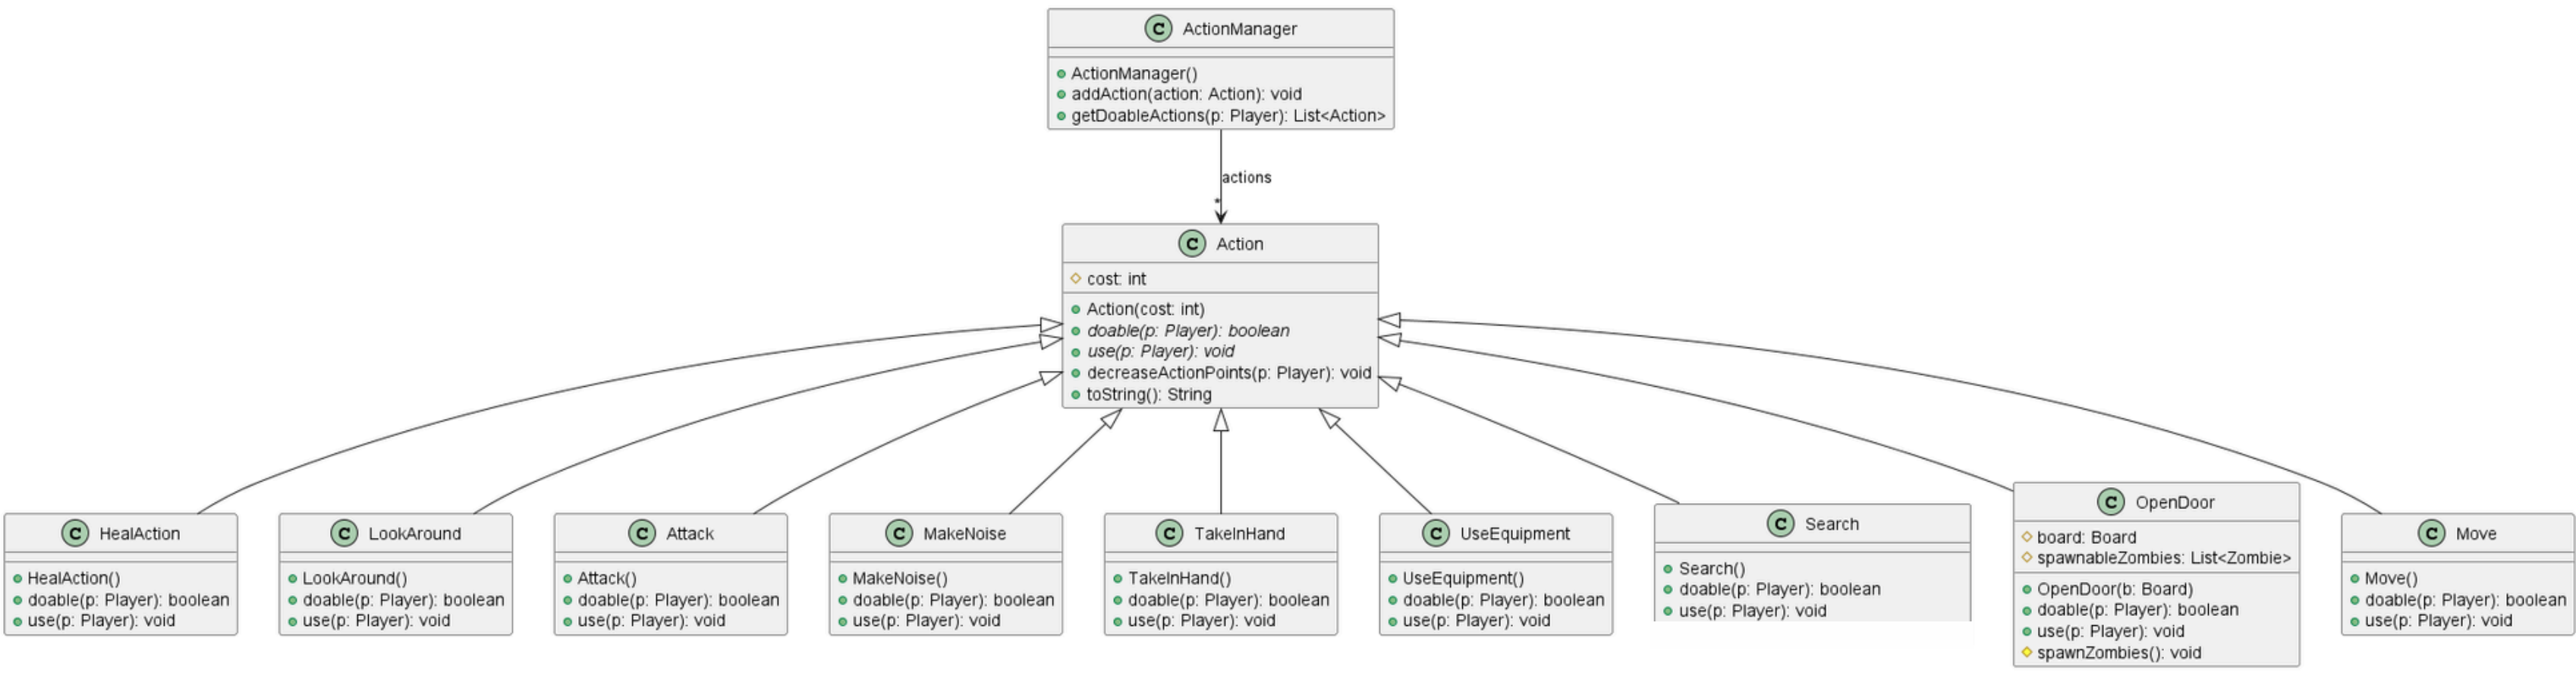 C ActionManager
ActionManager()
addAction(action: Action): void
getDoableActions(p: Player): List<Action>
actions
*
C Action
cost: int
Action(cost: int)
doable(p: Player): boolean
use(p: Player): void
decreaseActionPoints(p: Player): void
toString(): String
C HealAction
HealAction()
doable(p: Player): boolean
use(p: Player): void
C LookAround
LookAround()
doable(p: Player): boolean
use(p: Player): void
C Attack
Attack()
doable(p: Player): boolean
use(p: Player): void
C MakeNoise
MakeNoise()
doable(p: Player): boolean
use(p: Player): void
C TakeInHand
TakeInHand()
doable(p: Player): boolean
use(p: Player): void
C UseEquipment
UseEquipment()
doable(p: Player): boolean
use(p: Player): void
C Search
Search()
doable(p: Player): boolean
use(p: Player): void
C OpenDoor
board: Board
spawnableZombies: List<Zombie>
OpenDoor(b: Board)
doable(p: Player): boolean
use(p: Player): void
spawnZombies(): void
C Move
Move()
doable(p: Player): boolean
use(p: Player): void